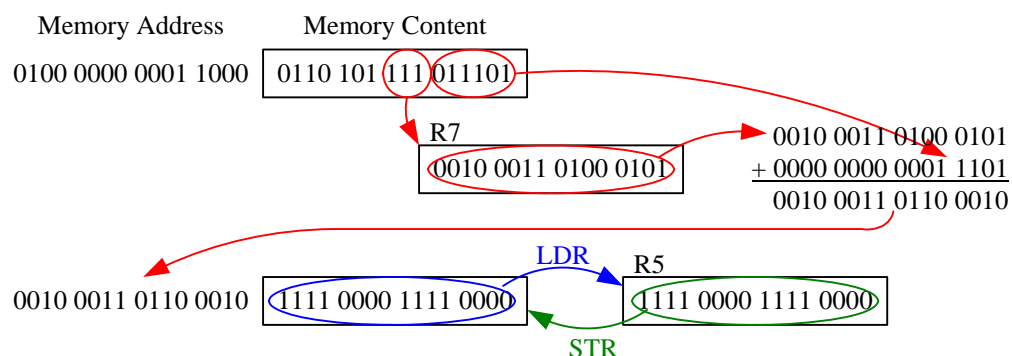 Memory Address Memory Content
0100 0000 0001 1000 0110 101 111 011101
R7
0010 0011 0100 0101
0010 0011 0100 0101
+ 0000 0000 0001 1101
0010 0011 0110 0010
LDR
R5
0010 0011 0110 0010 1111 0000 1111 0000 1111 0000 1111 0000
STR